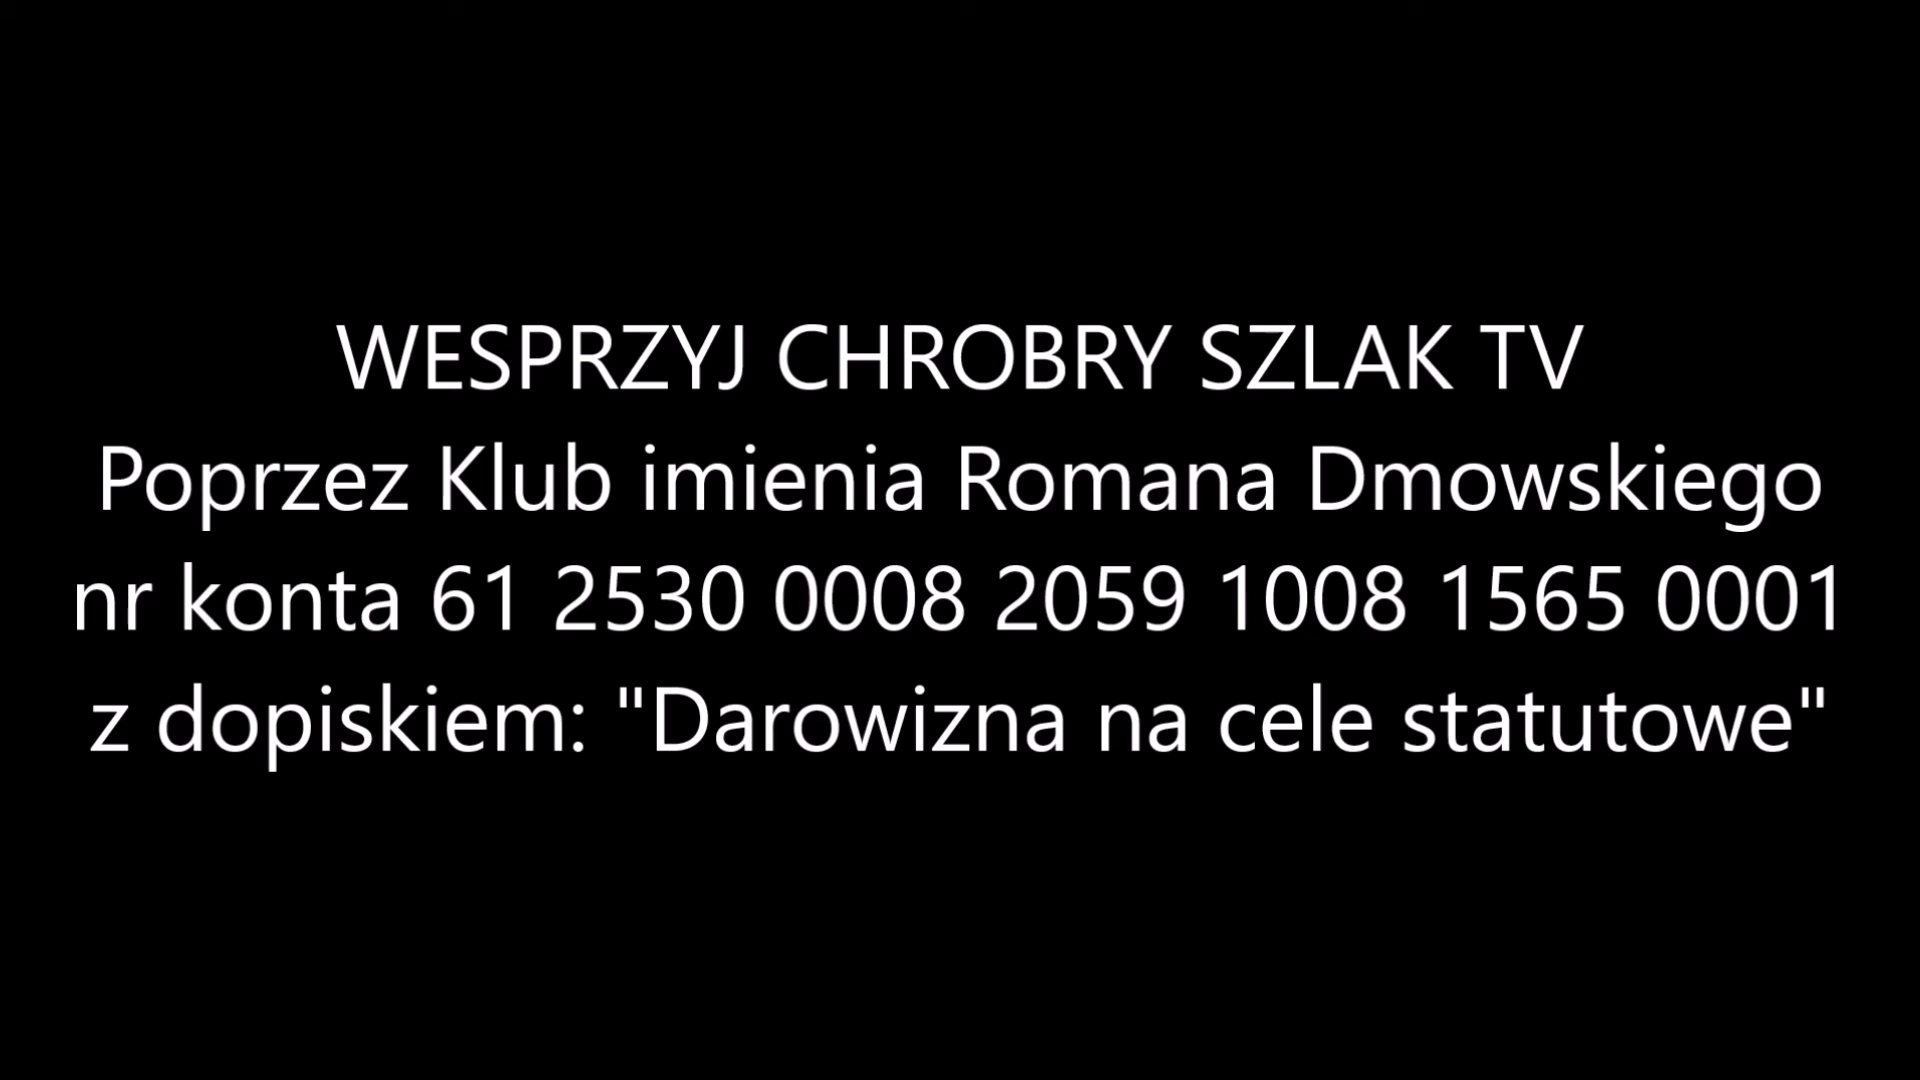 WESPRZYJ CHROBRY SZLAK TV
Poprzez Klub imienia Romana Dmowskiego
nr konta 61 2530 0008 2059 1008 1565 0001
z dopiskiem: "Darowizna na cele statutowe"